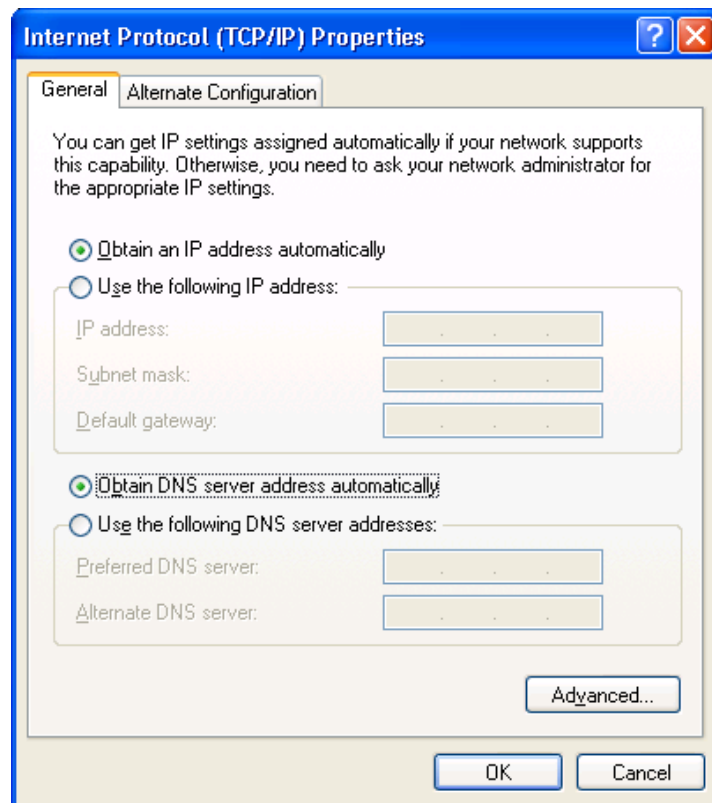 Internet Protocol (TCP/IP) Properties
General
Alternate Configuration
You can get IP settings assigned automatically if your network supports
this capability. Otherwise, you need to ask your network administrator for
the appropriate IP settings.
Obtain an IP address automatically
Use the following IP address:
IP address:
Subnet mask:
Default gateway:
Obtain DNS server address automatically
Use the following DNS server addresses:
Preferred DNS server:
Alternate DNS server:
Advanced...
OK
Cancel